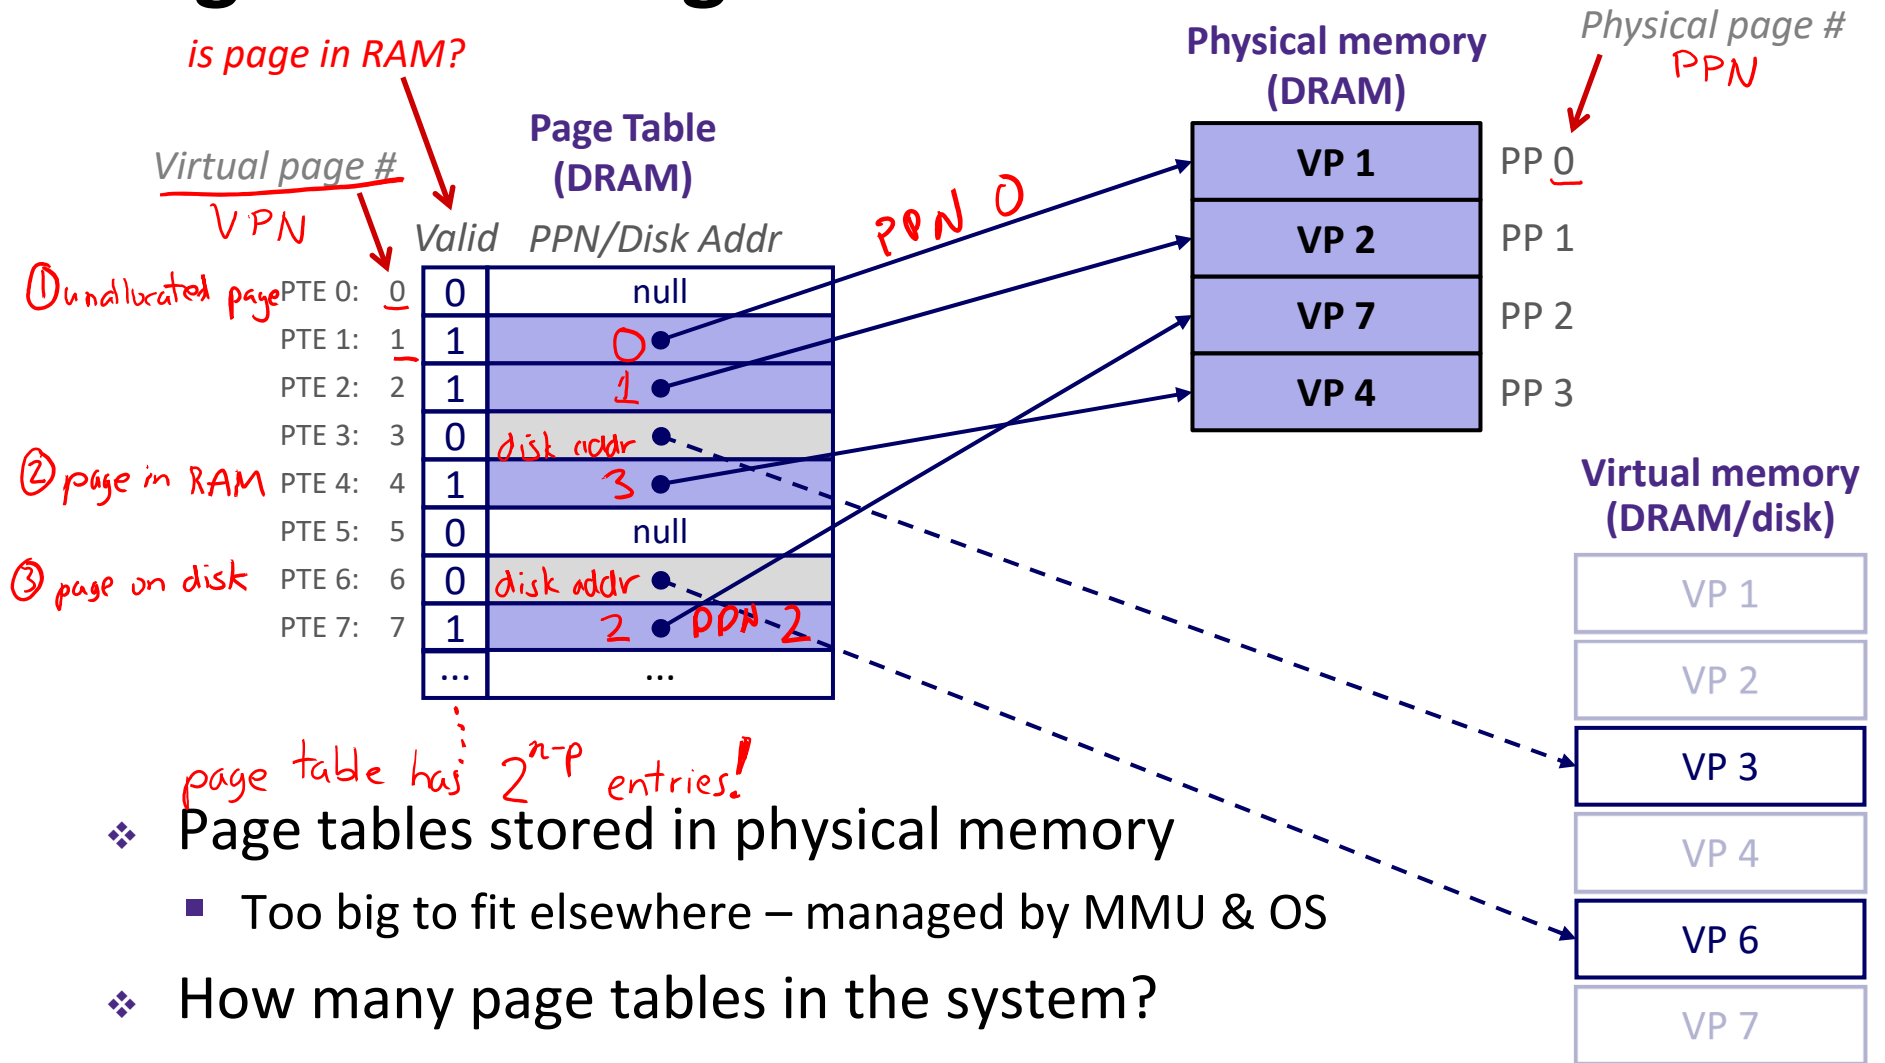 is page in RAM?
Physical page #
PPN
Physical memory
(DRAM)
Page Table
(DRAM)
Virtual page #
VPN
Valid PPN/Disk Addr
PPN 0
VP 1 PP 0
VP 2 PP 1
VP 7 PP 2
VP 4 PP 3
① unallocated page PTE 0: 0 0 null
PTE 1: 1 1 0
PTE 2: 2 1 1
PTE 3: 3 0 disk addr
② page in RAM PTE 4: 4 1 3
PTE 5: 5 0 null
③ page on disk PTE 6: 6 0 disk addr
PTE 7: 7 1 2 PPN 2
... ...
Virtual memory
(DRAM/disk)
VP 1
VP 2
VP 3
VP 4
VP 6
VP 7
page table has 2^n-p entries!
❖ Page tables stored in physical memory
▪ Too big to fit elsewhere – managed by MMU & OS
❖ How many page tables in the system?